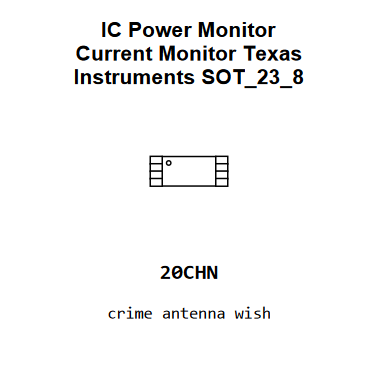 IC Power Monitor
Current Monitor Texas
Instruments SOT_23_8
20CHN
crime antenna wish